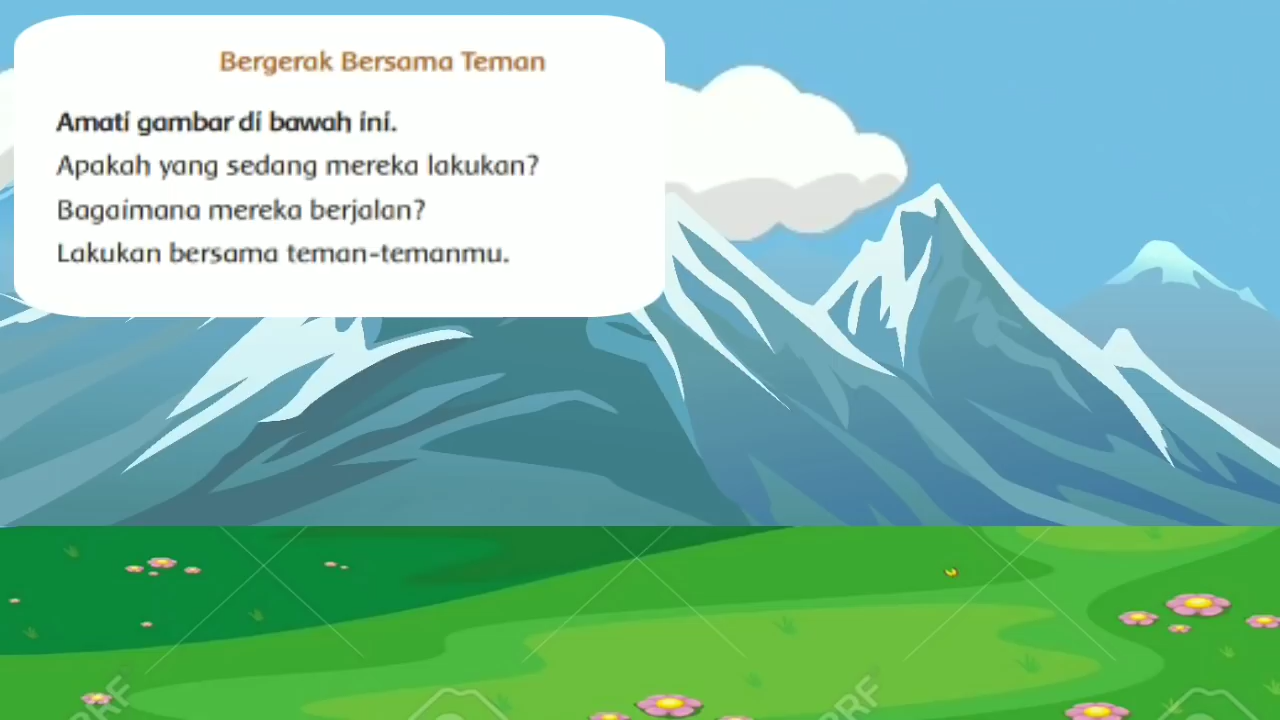 Bergerak Bersama Teman
Amati gambar di bawah ini.
Apakah yang sedang mereka lakukan?
Bagaimana mereka berjalan?
Lakukan bersama teman-temanmu.